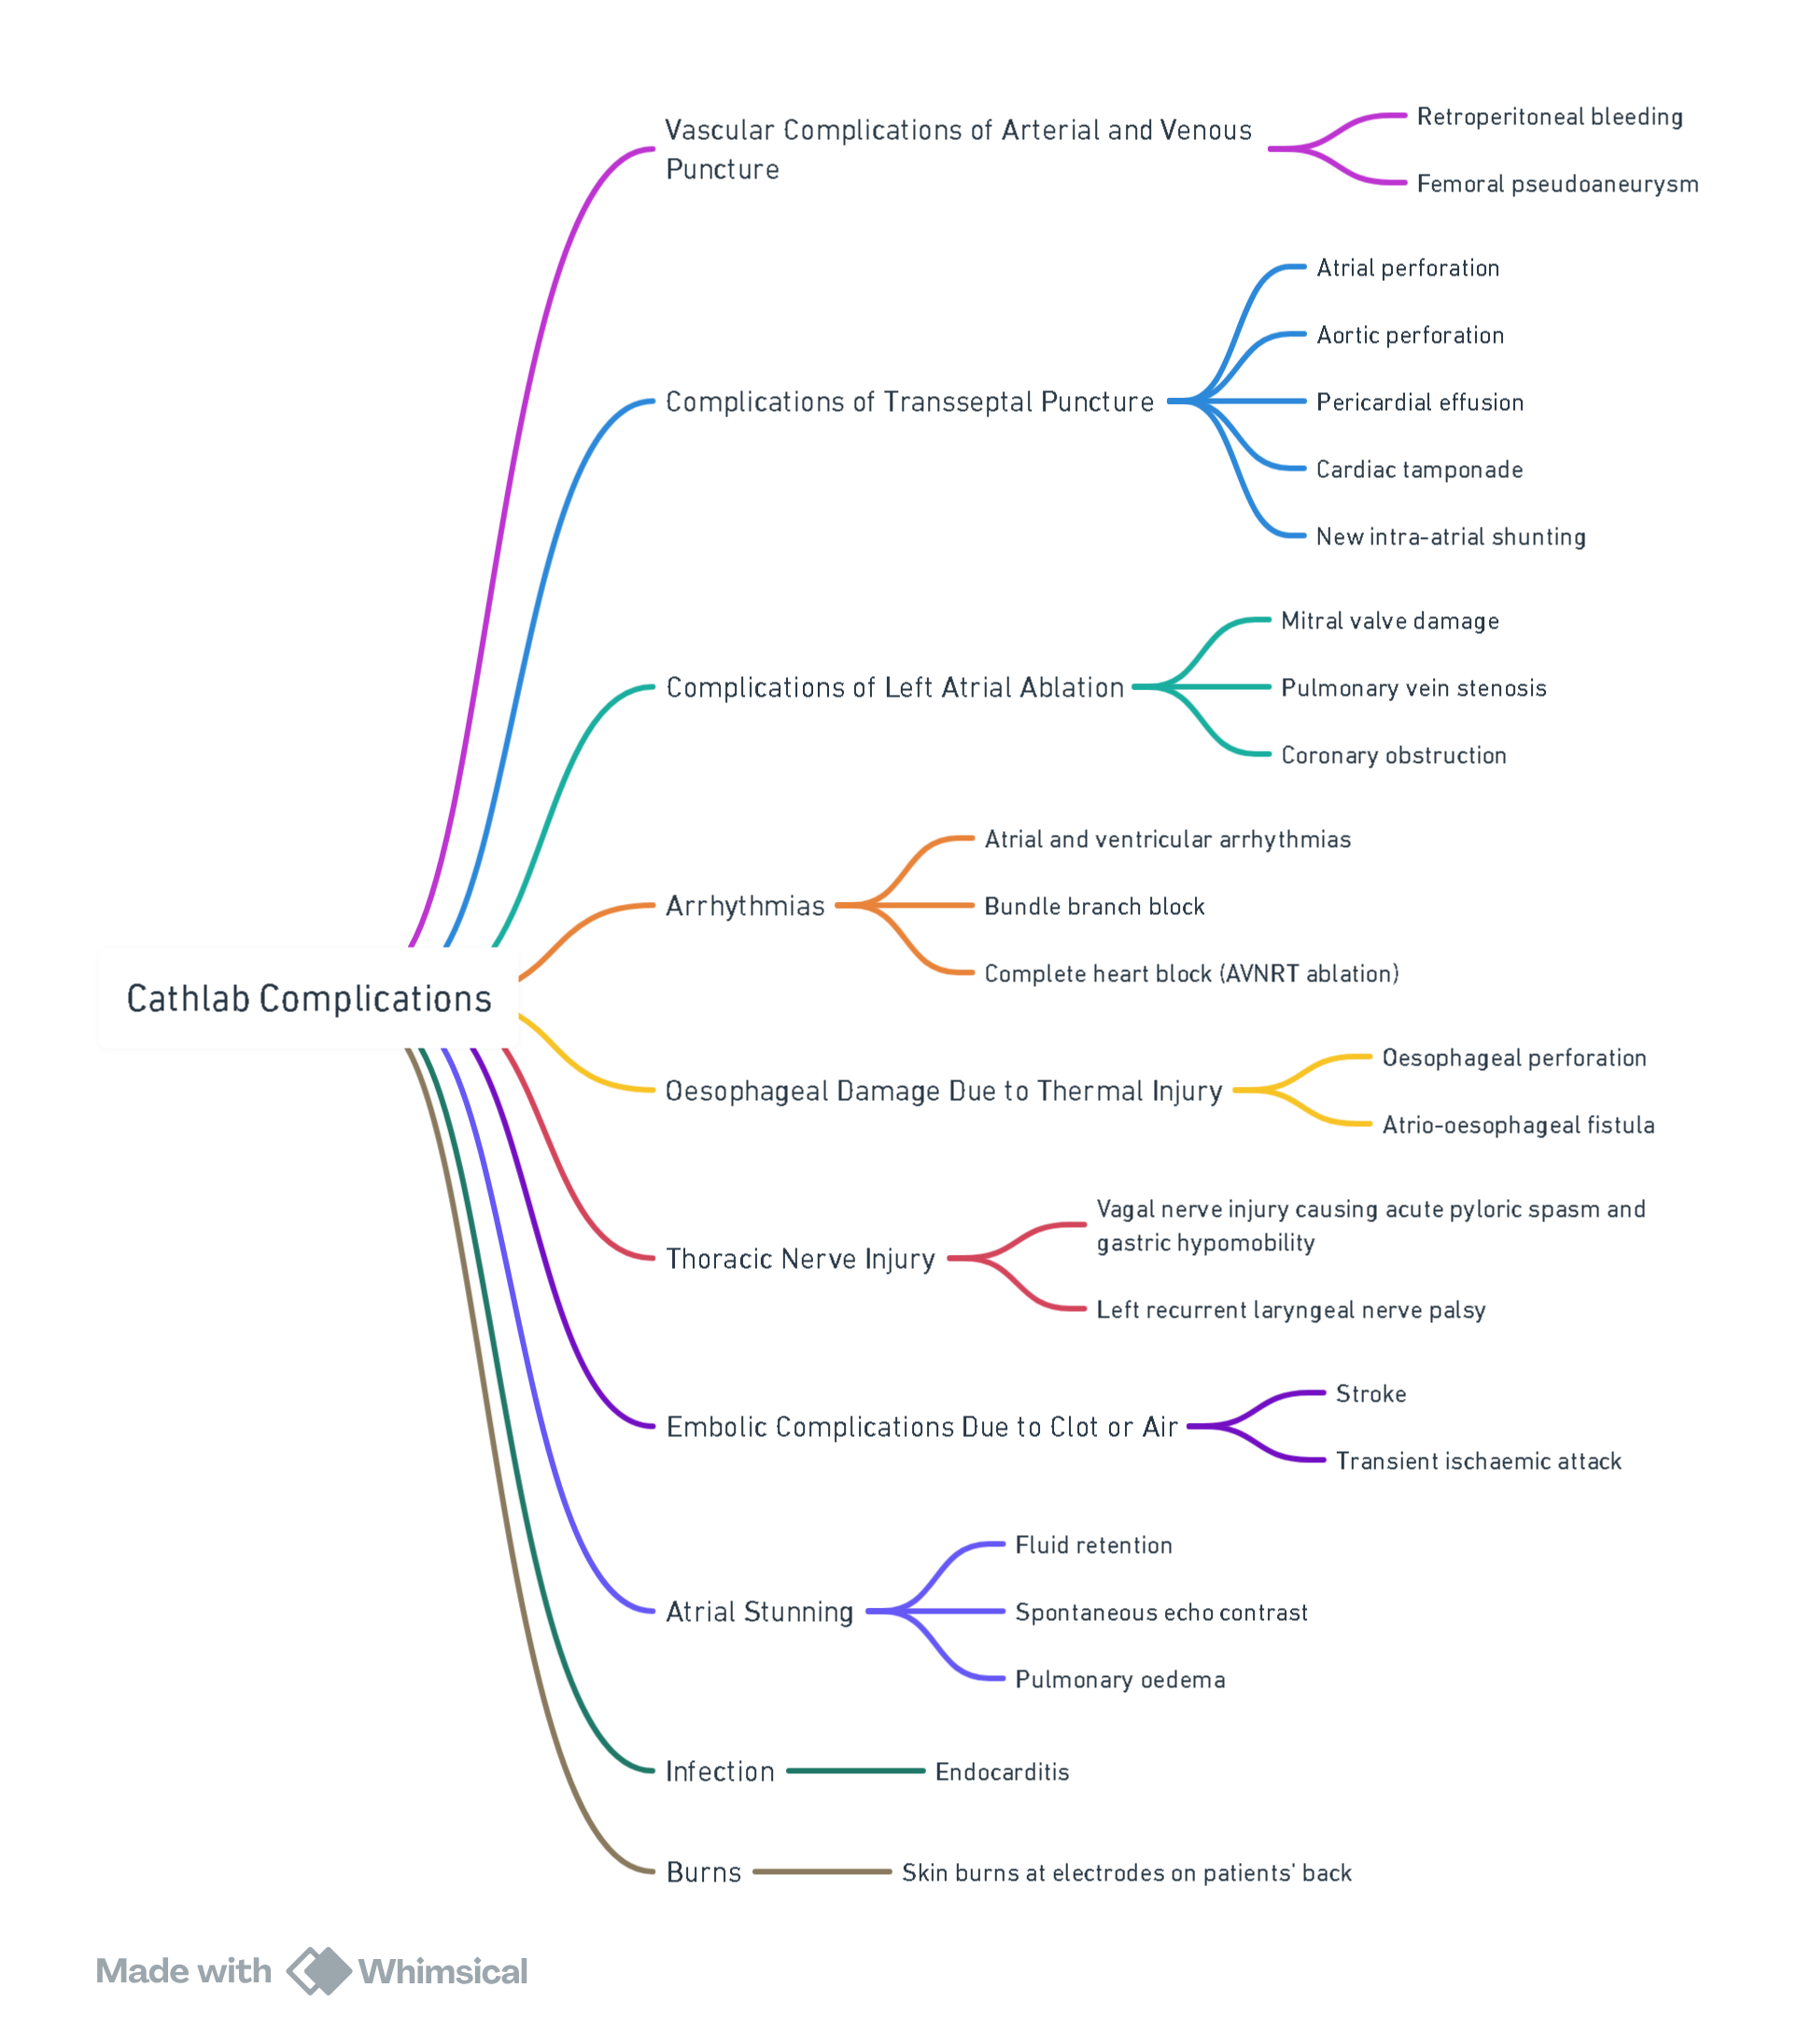 Vascular Complications of Arterial and Venous
Puncture
Retroperitoneal bleeding
Femoral pseudoaneurysm
Complications of Transseptal Puncture
Atrial perforation
Aortic perforation
Pericardial effusion
Cardiac tamponade
New intra-atrial shunting
Complications of Left Atrial Ablation
Mitral valve damage
Pulmonary vein stenosis
Coronary obstruction
Arrhythmias
Atrial and ventricular arrhythmias
Bundle branch block
Complete heart block (AVNRT ablation)
Cathlab Complications
Oesophageal Damage Due to Thermal Injury
Oesophageal perforation
Atrio-oesophageal fistula
Thoracic Nerve Injury
Vagal nerve injury causing acute pyloric spasm and
gastric hypomobility
Left recurrent laryngeal nerve palsy
Embolic Complications Due to Clot or Air
Stroke
Transient ischaemic attack
Atrial Stunning
Fluid retention
Spontaneous echo contrast
Pulmonary oedema
Infection
Endocarditis
Burns
Skin burns at electrodes on patients' back
Made with Whimsical